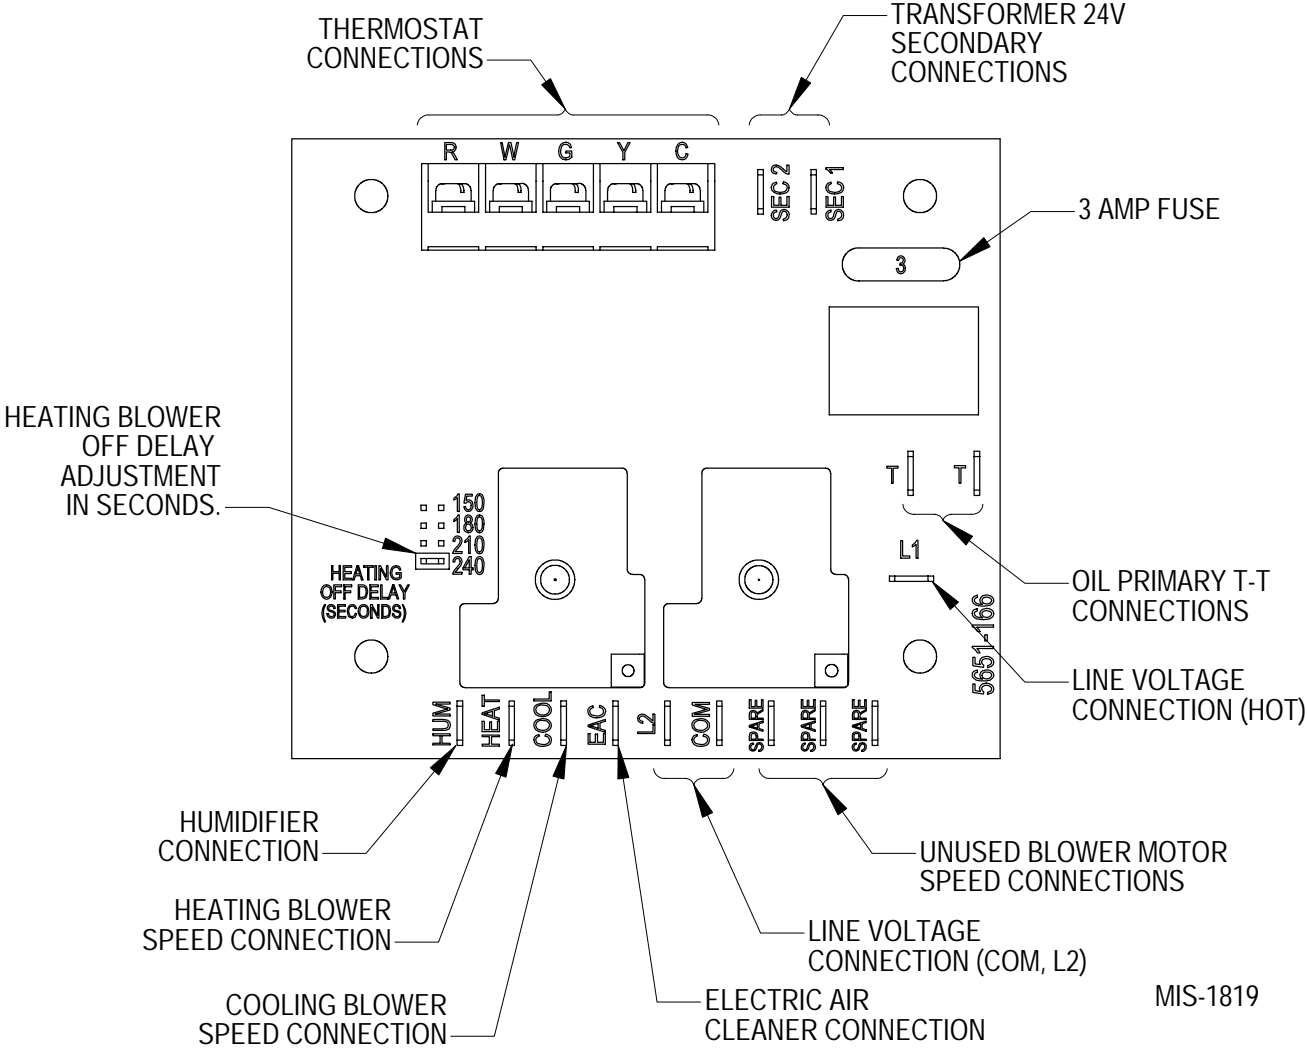 THERMOSTAT
CONNECTIONS
TRANSFORMER 24V
SECONDARY
CONNECTIONS
R W G Y C
SEC 2
SEC 1
3 AMP FUSE
3
HEATING BLOWER
OFF DELAY
ADJUSTMENT
IN SECONDS.
150
180
210
240
HEATING
OFF DELAY
(SECONDS)
T T
L1
OIL PRIMARY T-T
CONNECTIONS
5651-166
LINE VOLTAGE
CONNECTION (HOT)
HUM
HEAT
COOL
EAC
L2
COM
SPARE
SPARE
SPARE
HUMIDIFIER
CONNECTION
UNUSED BLOWER MOTOR
SPEED CONNECTIONS
HEATING BLOWER
SPEED CONNECTION
LINE VOLTAGE
CONNECTION (COM, L2)
COOLING BLOWER
SPEED CONNECTION
ELECTRIC AIR
CLEANER CONNECTION
MIS-1819